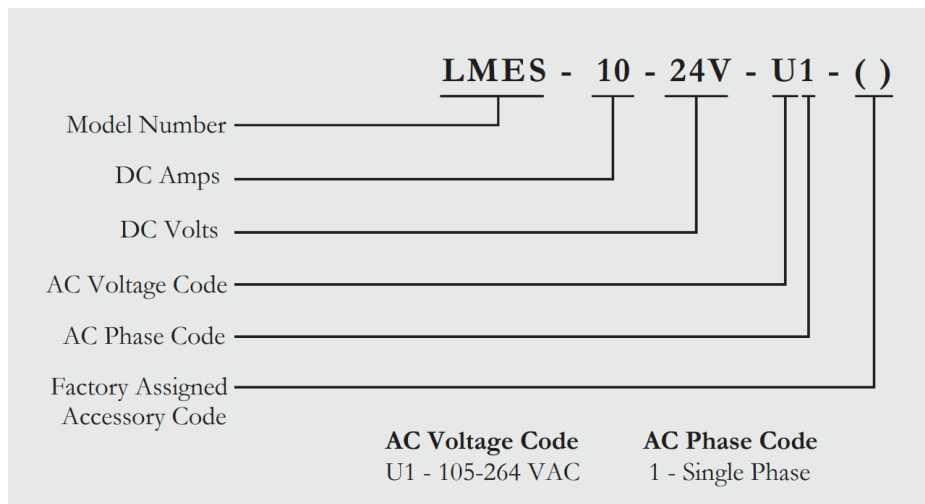 LMES - 10 - 24V - U1 - ( )
Model Number
DC Amps
DC Volts
AC Voltage Code
AC Phase Code
Factory Assigned
Accessory Code
AC Voltage Code
U1 - 105-264 VAC
AC Phase Code
1 - Single Phase